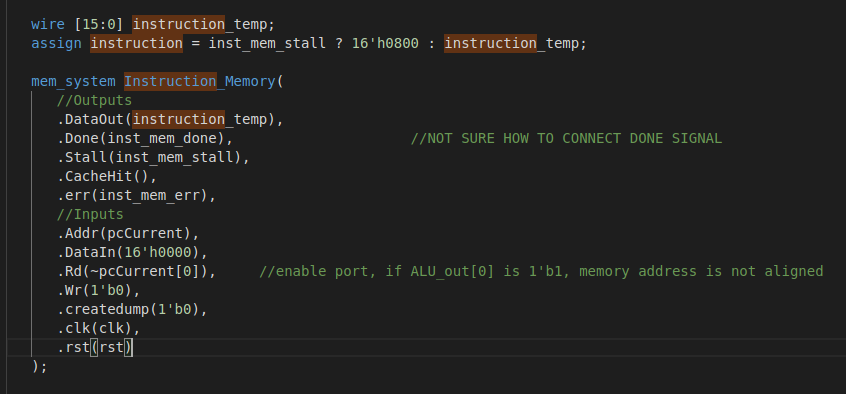 wire [15:0] instruction_temp;
assign instruction = inst_mem_stall ? 16'h0800 : instruction_temp;
mem_system Instruction_Memory(
//Outputs
.DataOut(instruction_temp),
.Done(inst_mem_done), //NOT SURE HOW TO CONNECT DONE SIGNAL
.Stall(inst_mem_stall),
.CacheHit(),
.err(inst_mem_err),
//Inputs
.Addr(pcCurrent),
.DataIn(16'h0000),
.Rd(~pcCurrent[0]), //enable port, if ALU_out[0] is 1'b1, memory address is not aligned
.Wr(1'b0),
.createdump(1'b0),
.clk(clk),
.rst(rst)
);